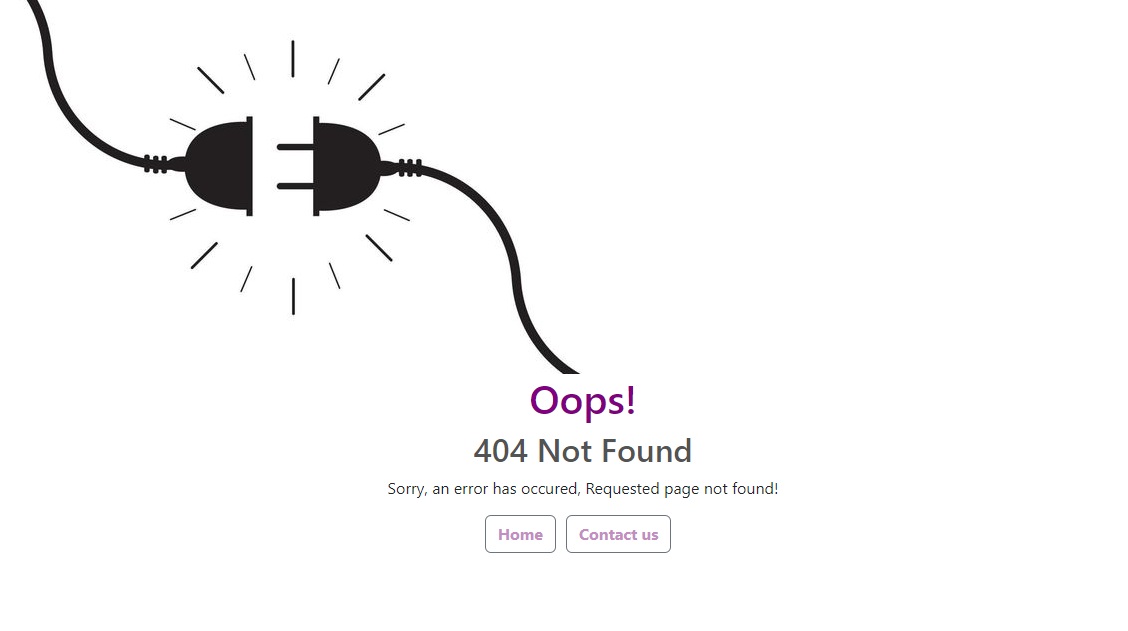 Oops!
404 Not Found
Sorry, an error has occured, Requested page not found!
Home
Contact us